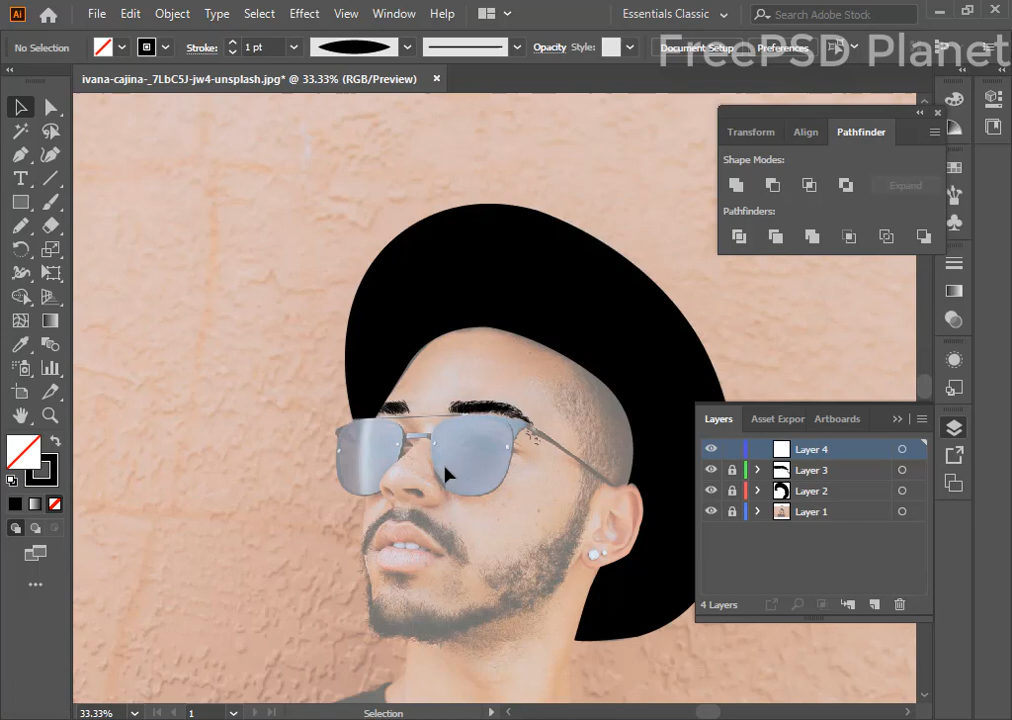 Ai File Edit Object Type Select Effect View Window Help Essentials Classic Search Adobe Stock
No Selection Stroke: 1 pt Opacity Style: Document Setup Preferences
FreePSD Planet
ivana-cajina-_7LbC5J-jw4-unsplash.jpg* @ 33.33% (RGB/Preview)
Transform Align Pathfinder
Shape Modes:
Expand
Pathfinders:
Layers Asset Expor Artboards
Layer 4
Layer 3
Layer 2
Layer 1
4 Layers
33.33% 1 Selection